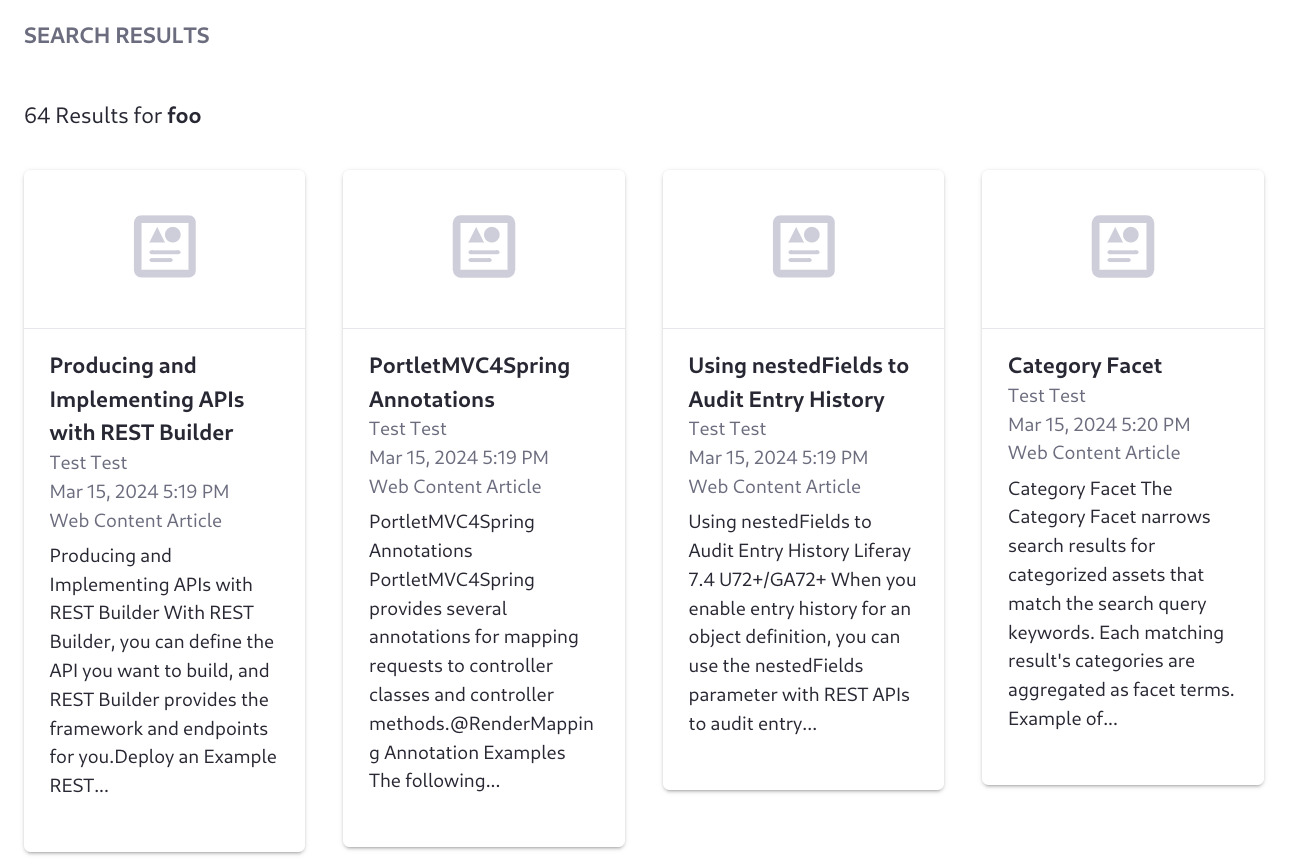 SEARCH RESULTS
64 Results for foo
Producing and
Implementing APIs
with REST Builder
Test Test
Mar 15, 2024 5:19 PM
Web Content Article
Producing and
Implementing APIs with
REST Builder With REST
Builder, you can define the
API you want to build, and
REST Builder provides the
framework and endpoints
for you.Deploy an Example
REST...
PortletMVC4Spring
Annotations
Test Test
Mar 15, 2024 5:19 PM
Web Content Article
PortletMVC4Spring
Annotations
PortletMVC4Spring
provides several
annotations for mapping
requests to controller
classes and controller
methods.@RenderMappin
g Annotation Examples
The following...
Using nestedFields to
Audit Entry History
Test Test
Mar 15, 2024 5:19 PM
Web Content Article
Using nestedFields to
Audit Entry History Liferay
7.4 U72+/GA72+ When you
enable entry history for an
object definition, you can
use the nestedFields
parameter with REST APIs
to audit entry...
Category Facet
Test Test
Mar 15, 2024 5:20 PM
Web Content Article
Category Facet The
Category Facet narrows
search results for
categorized assets that
match the search query
keywords. Each matching
result's categories are
aggregated as facet terms.
Example of...